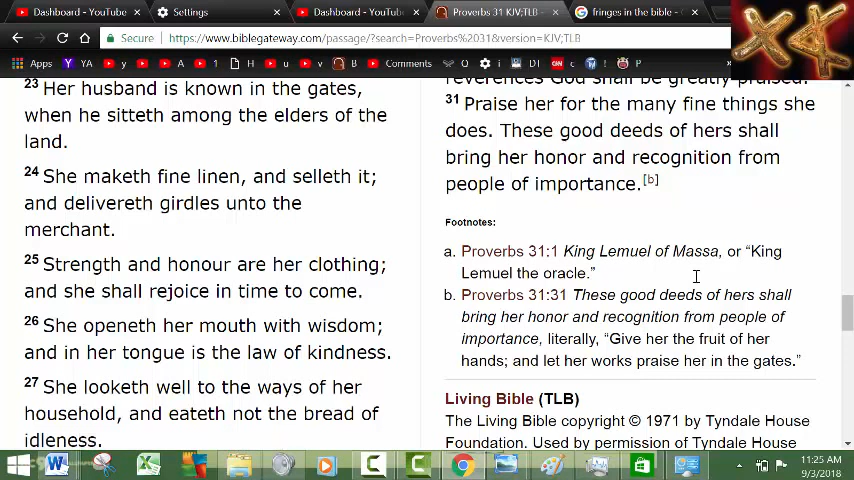 Dashboard - YouTube
Settings
Dashboard - YouTube
Proverbs 31 KJV;TLB -
fringes in the bible -
Secure
https://www.biblegateway.com/passage/?search=Proverbs%2031&version=KJV;TLB
Apps
YA
y
A
1
H
u
v
B
Comments
Q
D1
cn
c
P
23 Her husband is known in the gates,
when he sitteth among the elders of the
land.
24 She maketh fine linen, and selleth it;
and delivereth girdles unto the
merchant.
25 Strength and honour are her clothing;
and she shall rejoice in time to come.
26 She openeth her mouth with wisdom;
and in her tongue is the law of kindness.
27 She looketh well to the ways of her
household, and eateth not the bread of
idleness.
reverences God shall be greatly praised.
31 Praise her for the many fine things she
does. These good deeds of hers shall
bring her honor and recognition from
people of importance.[b]
Footnotes:
a. Proverbs 31:1 King Lemuel of Massa, or “King
Lemuel the oracle.”
b. Proverbs 31:31 These good deeds of hers shall
bring her honor and recognition from people of
importance, literally, “Give her the fruit of her
hands; and let her works praise her in the gates.”
Living Bible (TLB)
The Living Bible copyright © 1971 by Tyndale House
Foundation. Used by permission of Tyndale House
11:25 AM
9/3/2018